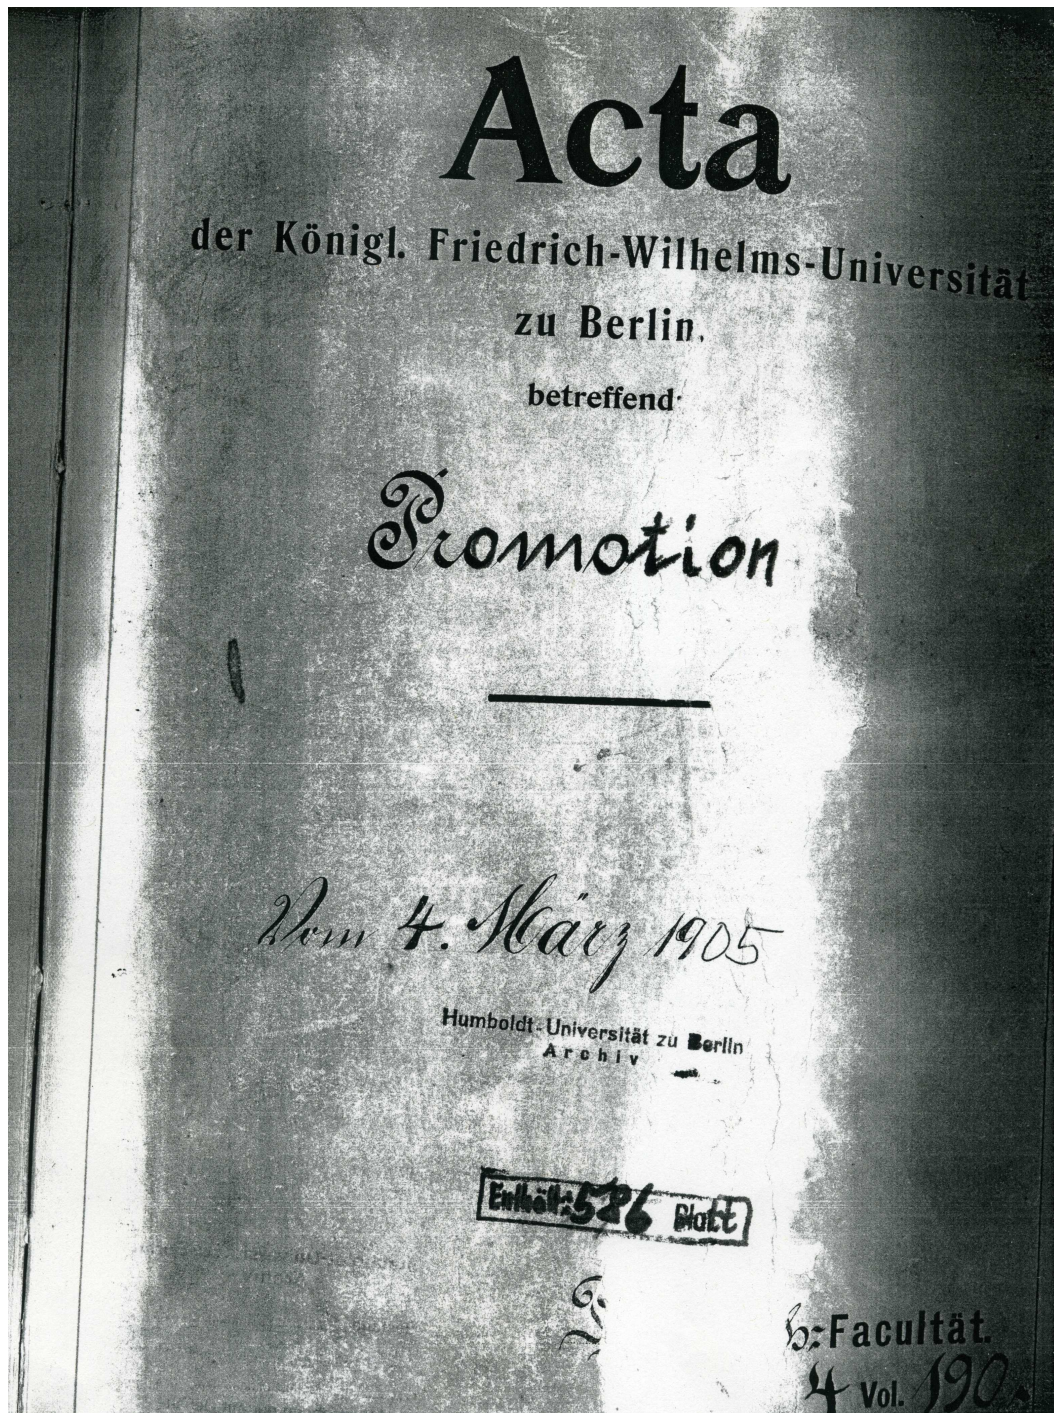 Acta
der Königl. Friedrich-Wilhelms-Universität
zu Berlin,
betreffend
Promotion
Vom 4. März 1905
Humboldt-Universität zu Berlin
Archiv
Enthält: 586 Blatt
h:Facultät.
4 Vol. 190